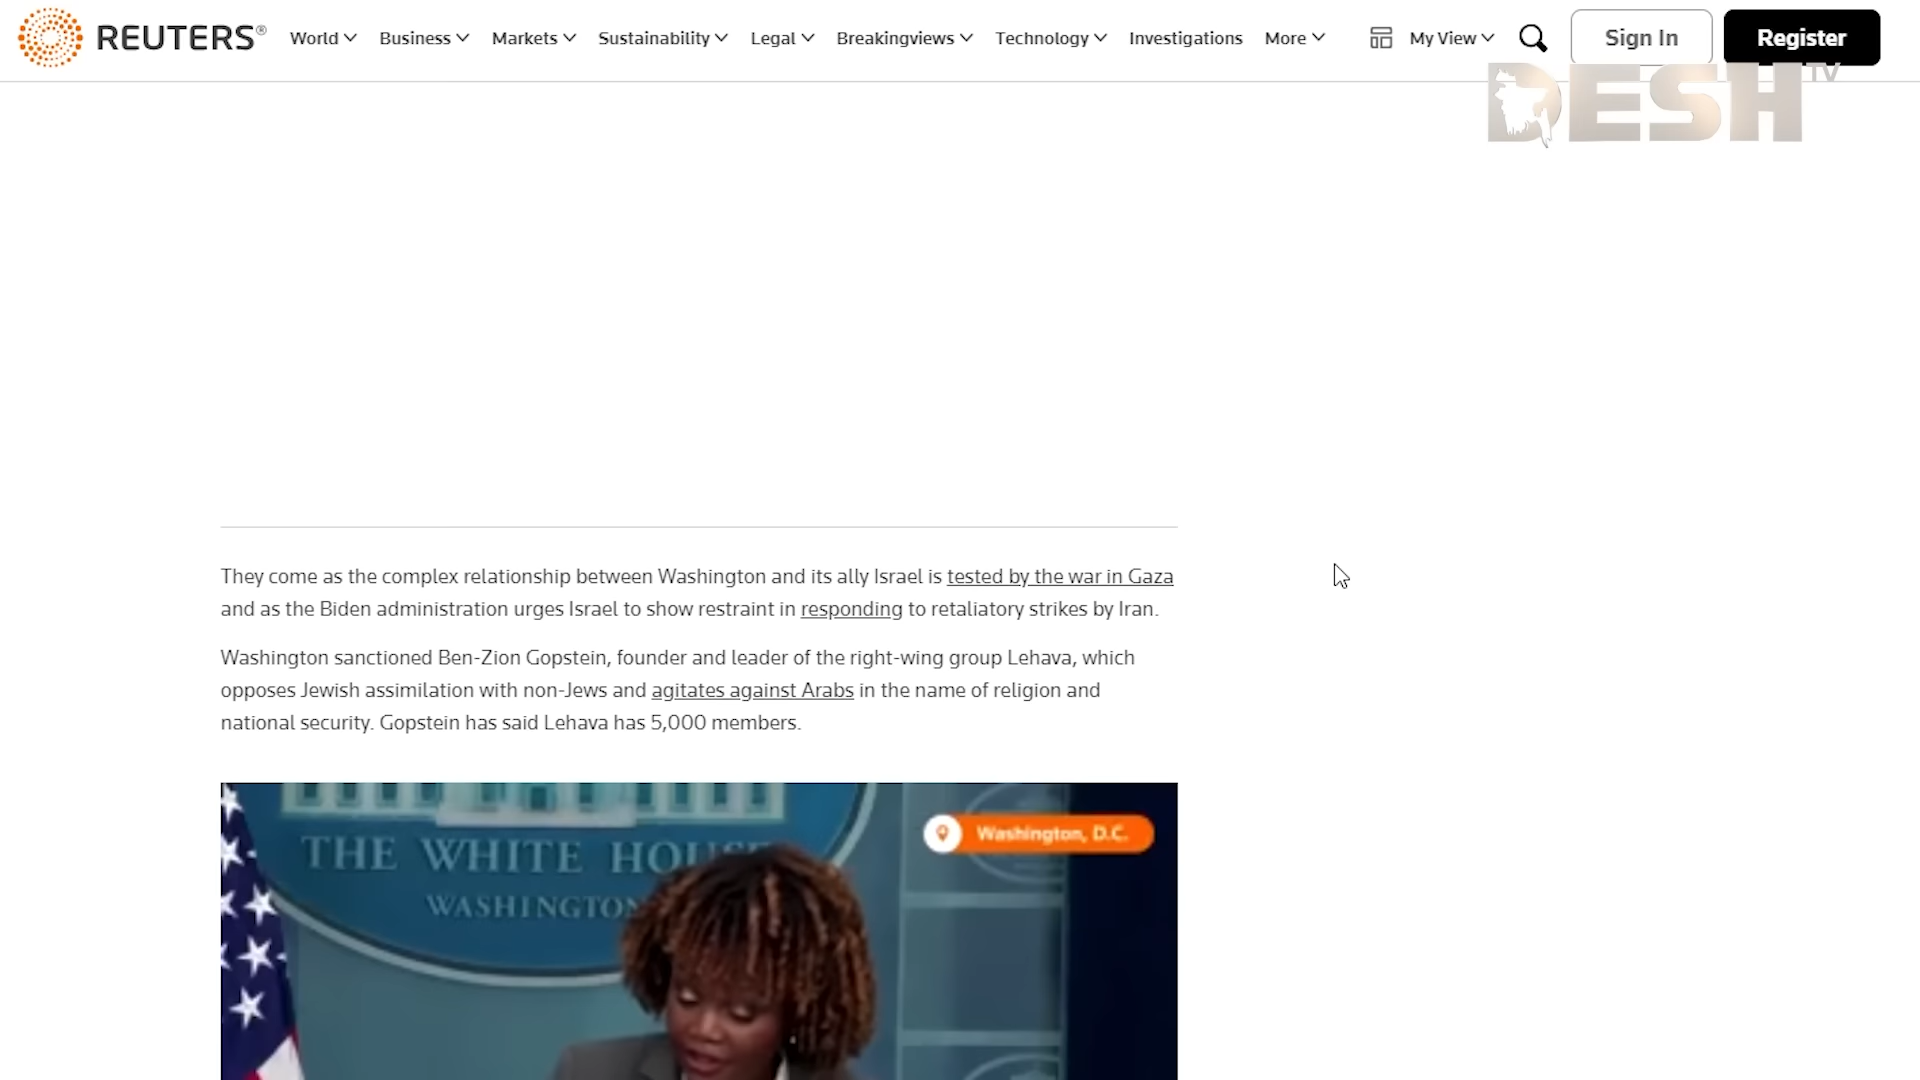 REUTERS®
World Business Markets Sustainability Legal Breakingviews Technology Investigations More My View Sign In Register
DESH TV
They come as the complex relationship between Washington and its ally Israel is tested by the war in Gaza
and as the Biden administration urges Israel to show restraint in responding to retaliatory strikes by Iran.
Washington sanctioned Ben-Zion Gopstein, founder and leader of the right-wing group Lehava, which
opposes Jewish assimilation with non-Jews and agitates against Arabs in the name of religion and
national security. Gopstein has said Lehava has 5,000 members.
Washington, D.C.
THE WHITE HOUSE
WASHINGTON